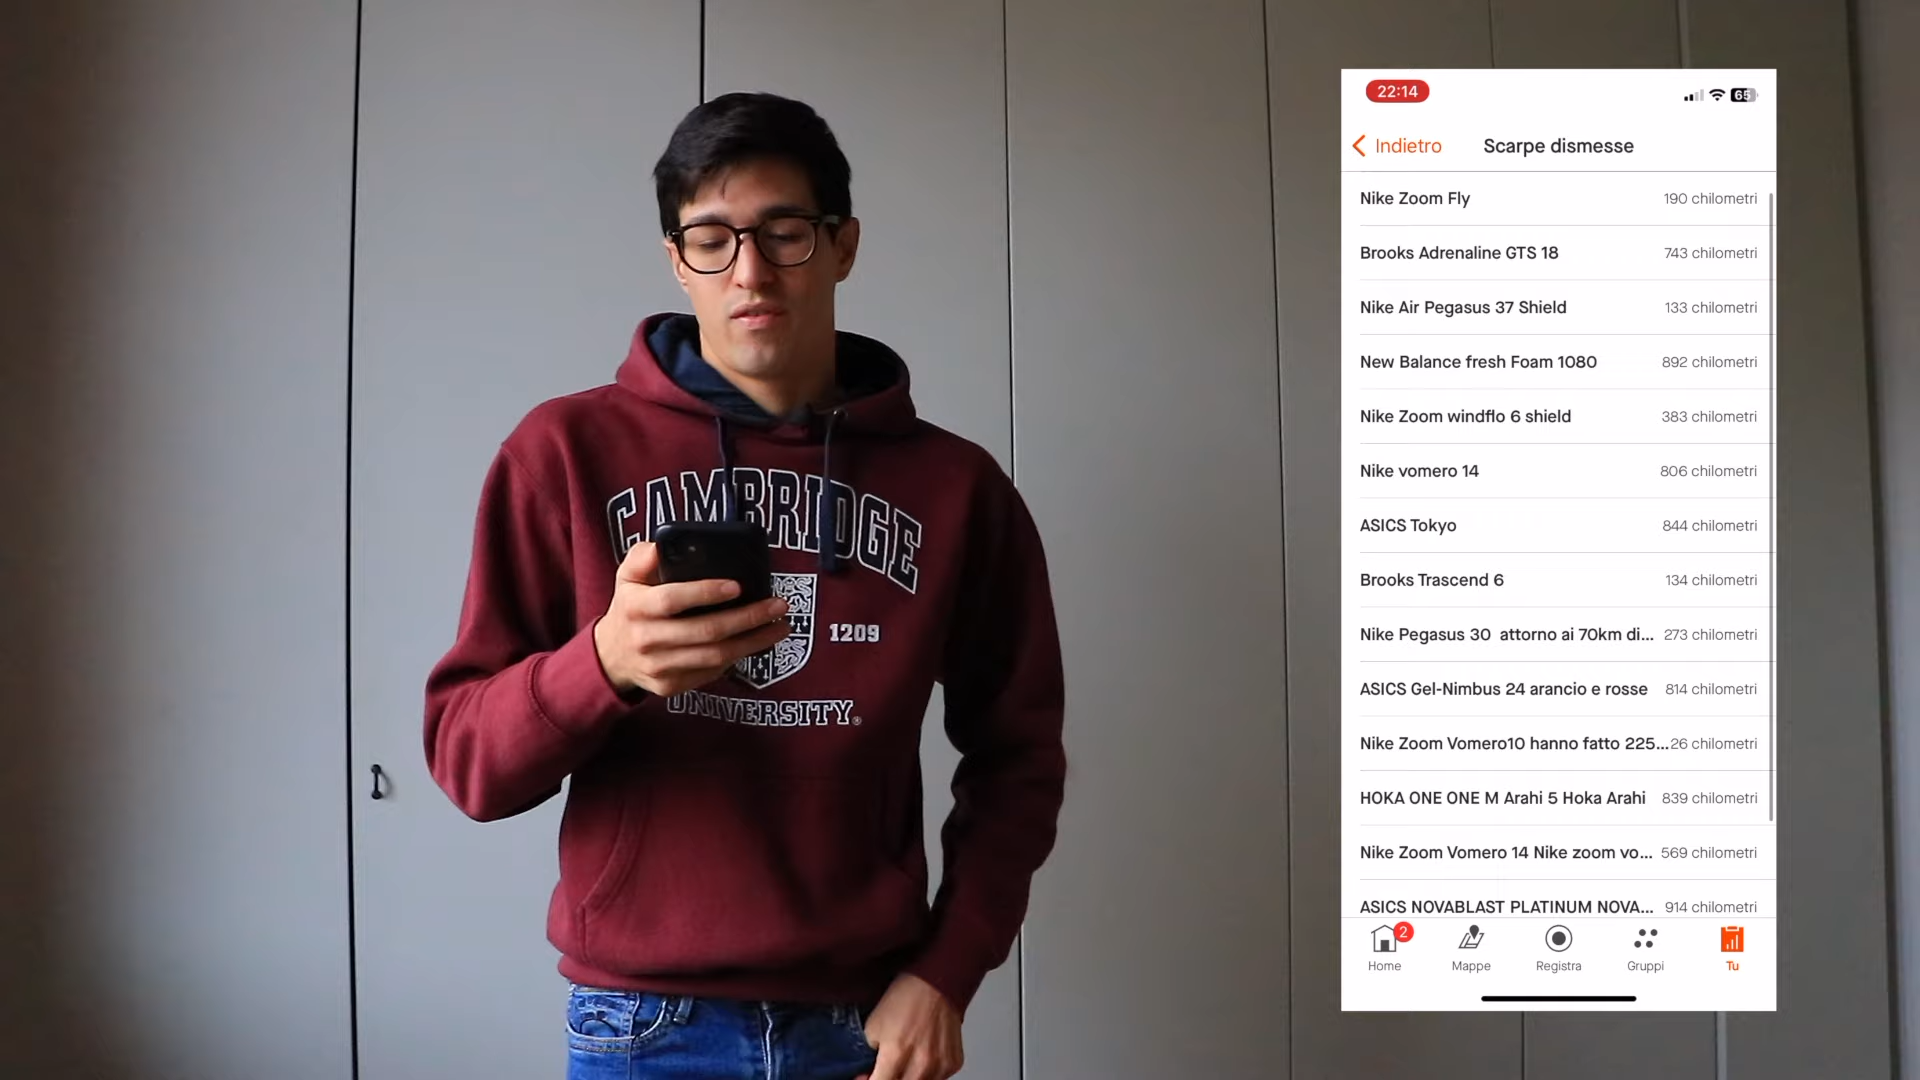 CAMBRIDGE
1209
UNIVERSITY®
22:14
65
Indietro Scarpe dismesse
Nike Zoom Fly 190 chilometri
Brooks Adrenaline GTS 18 743 chilometri
Nike Air Pegasus 37 Shield 133 chilometri
New Balance fresh Foam 1080 892 chilometri
Nike Zoom windflo 6 shield 383 chilometri
Nike vomero 14 806 chilometri
ASICS Tokyo 844 chilometri
Brooks Trascend 6 134 chilometri
Nike Pegasus 30 attorno ai 70km di... 273 chilometri
ASICS Gel-Nimbus 24 arancio e rosse 814 chilometri
Nike Zoom Vomero10 hanno fatto 225... 26 chilometri
HOKA ONE ONE M Arahi 5 Hoka Arahi 839 chilometri
Nike Zoom Vomero 14 Nike zoom vo... 569 chilometri
ASICS NOVABLAST PLATINUM NOVA... 914 chilometri
2
Home Mappe Registra Gruppi Tu